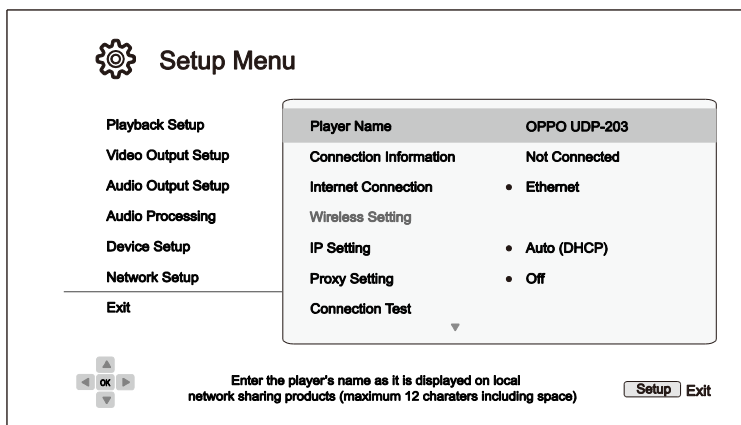 Setup Menu
Playback Setup
Video Output Setup
Audio Output Setup
Audio Processing
Device Setup
Network Setup
Exit
Player Name OPPO UDP-203
Connection Information Not Connected
Internet Connection • Ethernet
Wireless Setting
IP Setting • Auto (DHCP)
Proxy Setting • Off
Connection Test
OK
Enter the player's name as it is displayed on local
network sharing products (maximum 12 charaters including space)
Setup Exit